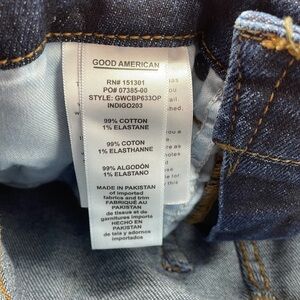 GOOD AMERICAN
RN# 151301
PO# 07385-00
STYLE: GWCBP633OP
INDIGO203
99% COTTON
1% ELASTANE
99% COTON
1% ELASTHANNE
99% ALGODÓN
1% ELASTANO
MADE IN PAKISTAN
of imported
fabrics and trim
FABRIQUÉ AU
PAKISTAN
de tissus et de
garnitures importés
HECHO EN PAKISTAN
de tela y adornos
importados